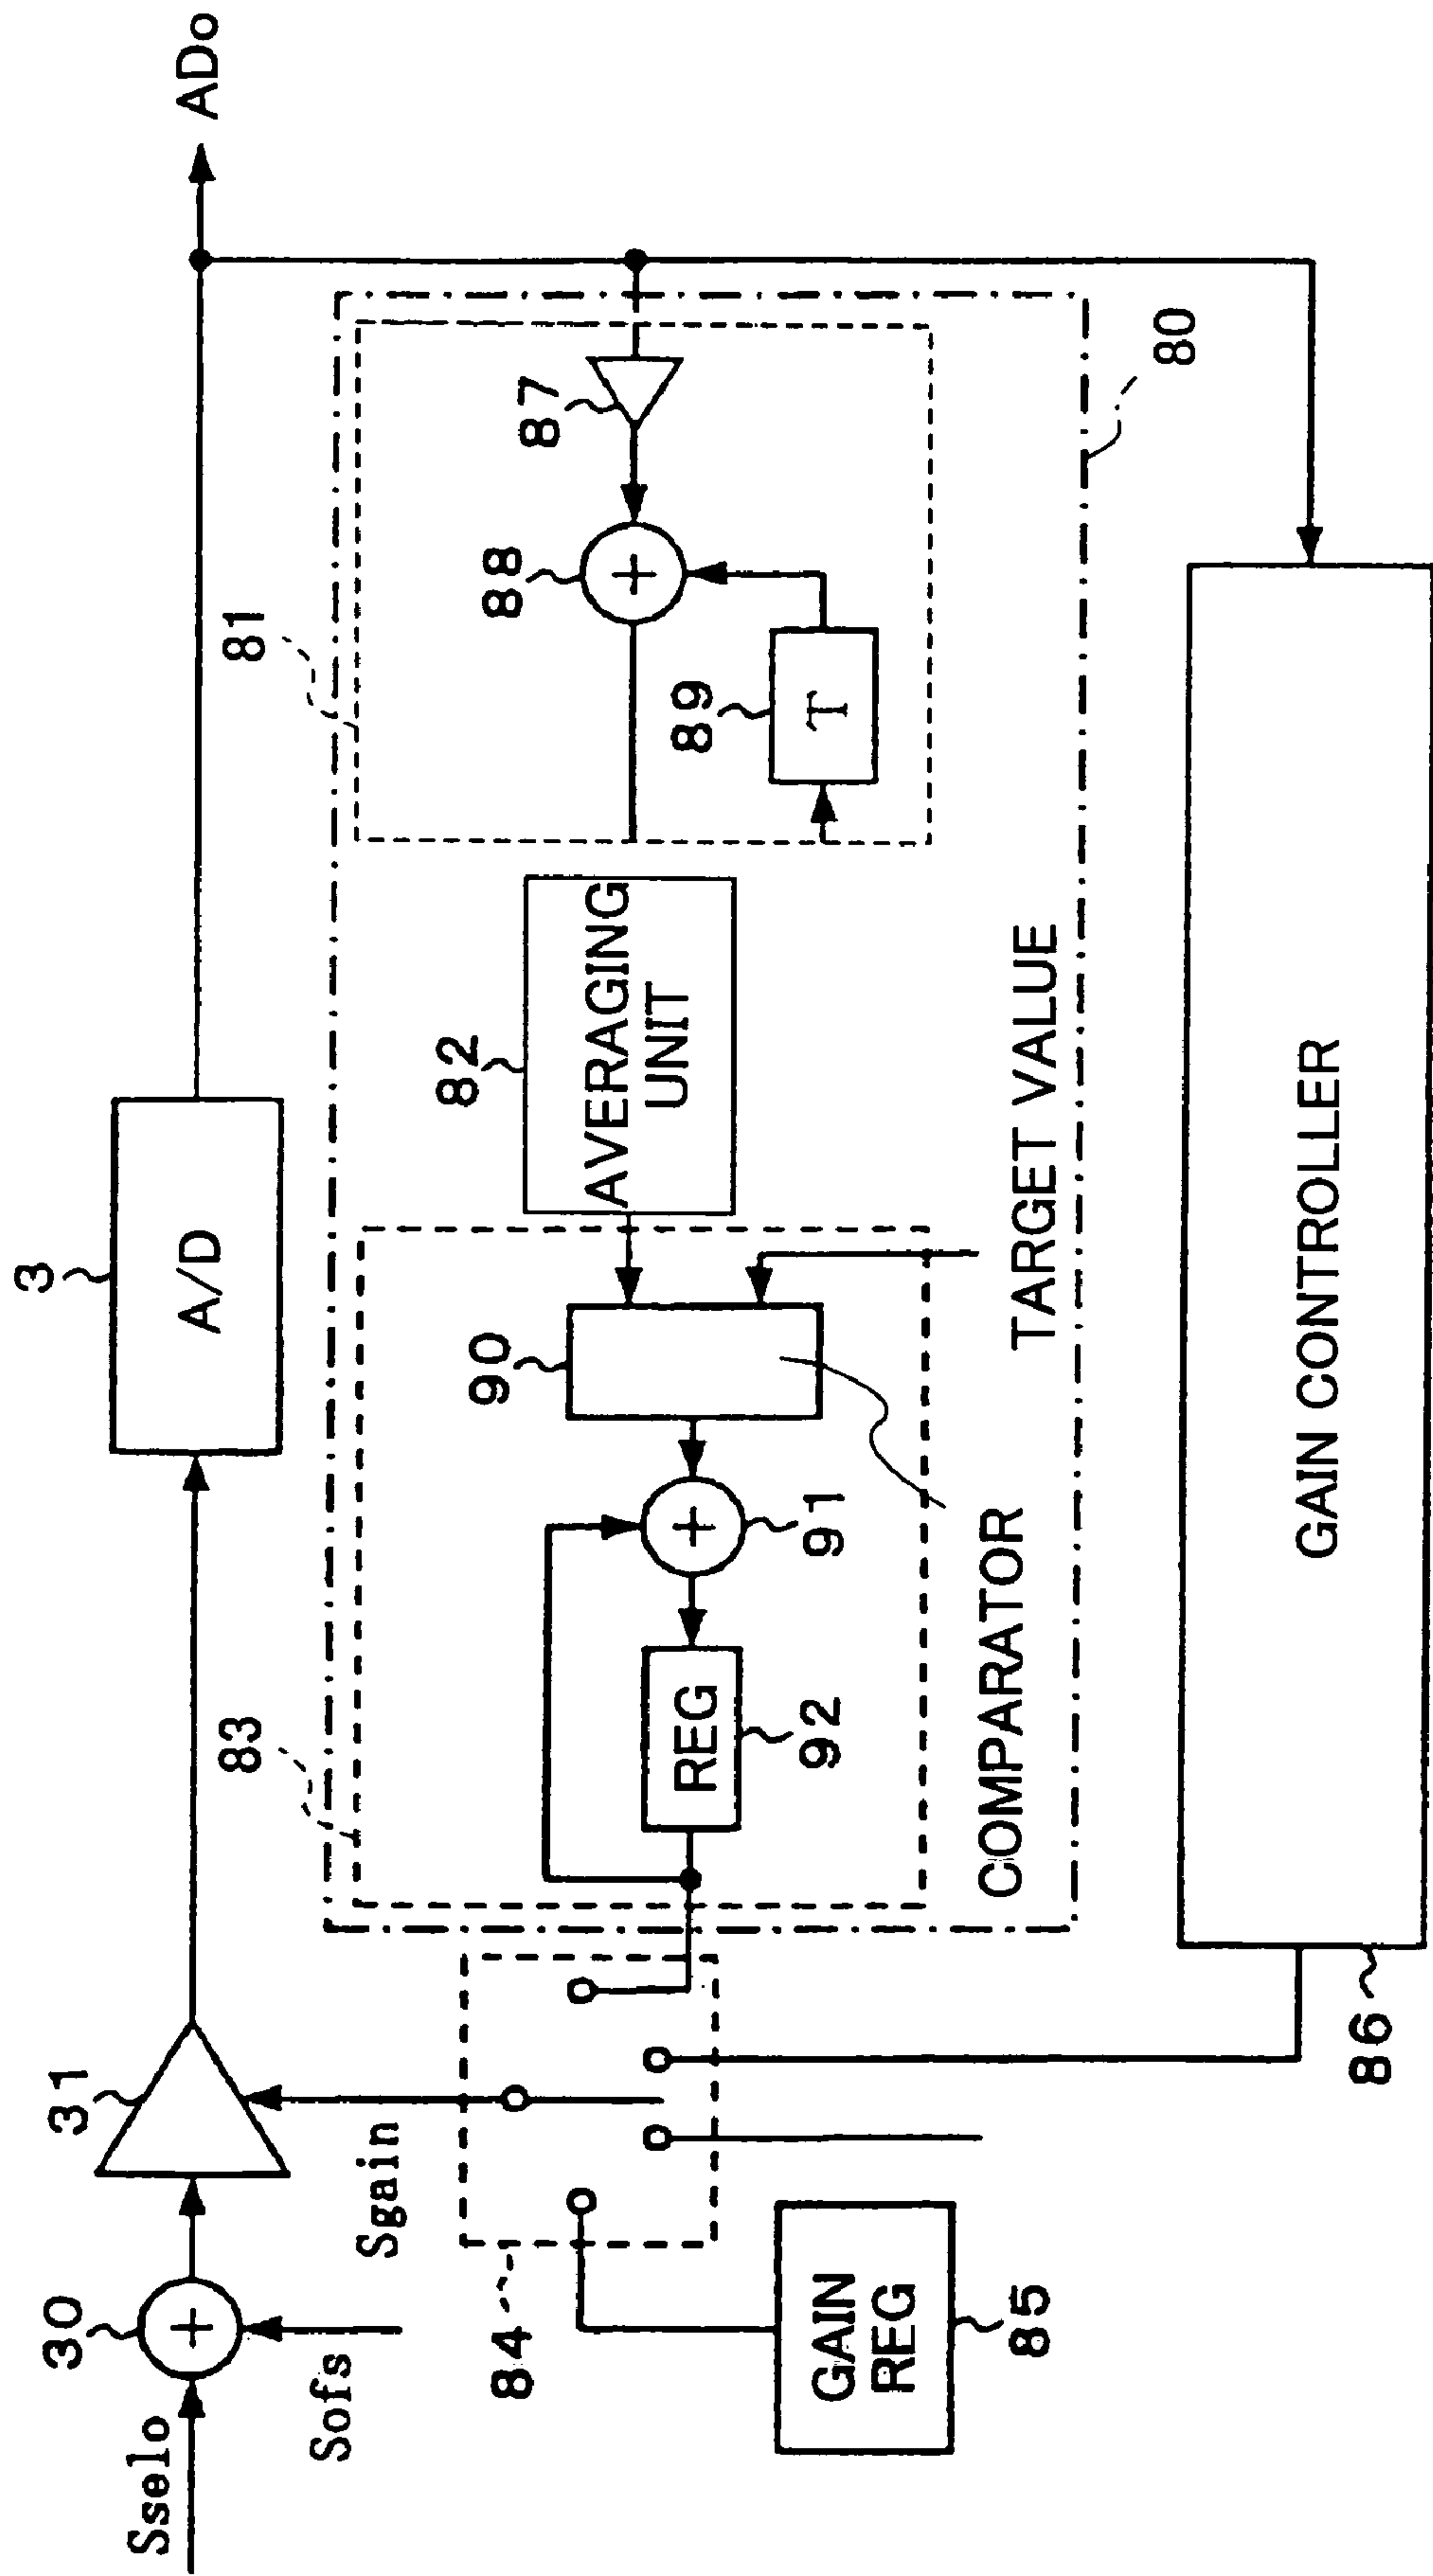 Sselo
30
Sofs
31
Sgain
3
A/D
ADo
84
GAIN
REG
85
83
REG
92
91
90
COMPARATOR
TARGET VALUE
82
AVERAGING
UNIT
81
88
87
89
T
80
GAIN CONTROLLER
86